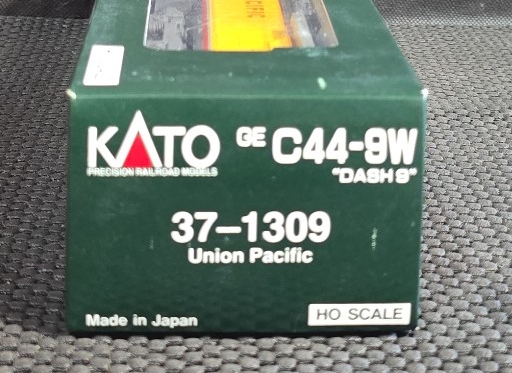 KATO GE C44-9W
PRECISION RAILROAD MODELS "DASH 9"
37-1309
Union Pacific
Made in Japan HO SCALE